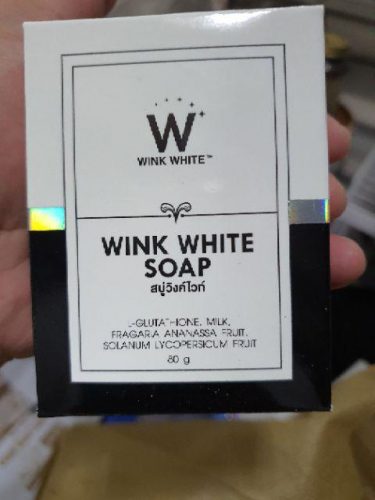 W
WINK WHITE™
WINK WHITE
SOAP
สบู่วิงค์ไวท์
L-GLUTATHIONE, MILK,
FRAGARIA ANANASSA FRUIT,
SOLANUM LYCOPERSICUM FRUIT
80 g